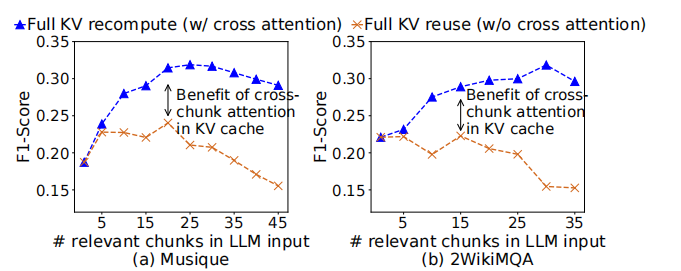 Full KV recompute (w/ cross attention) Full KV reuse (w/o cross attention)
0.35
0.30
0.25
0.20
0.15
F1-Score
Benefit of cross-
chunk attention
in KV cache
5 15 25 35 45
# relevant chunks in LLM input
(a) Musique
0.35
0.30
0.25
0.20
0.15
F1-Score
Benefit of cross-
chunk attention
in KV cache
5 15 25 35
# relevant chunks in LLM input
(b) 2WikiMQA